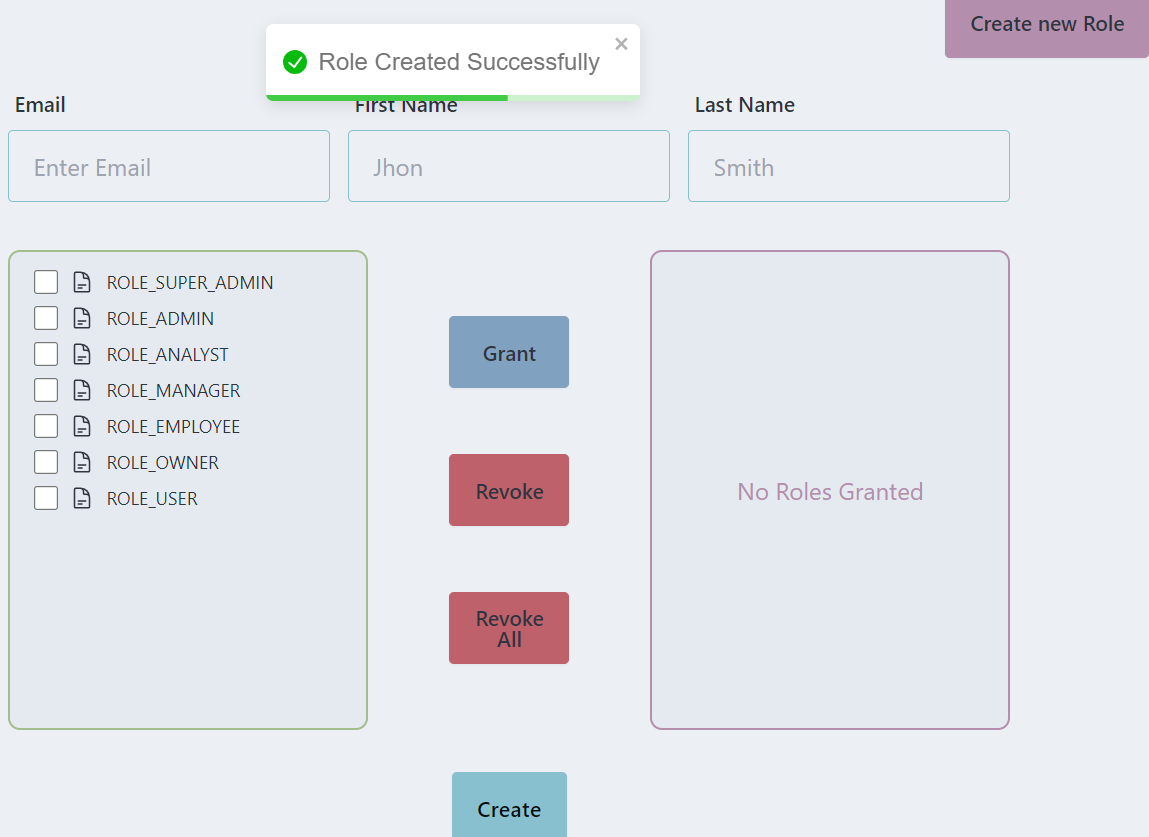 Create new Role
Role Created Successfully
Email
First Name
Last Name
Enter Email
Jhon
Smith
ROLE_SUPER_ADMIN
ROLE_ADMIN
ROLE_ANALYST
ROLE_MANAGER
ROLE_EMPLOYEE
ROLE_OWNER
ROLE_USER
Grant
Revoke
Revoke
All
No Roles Granted
Create